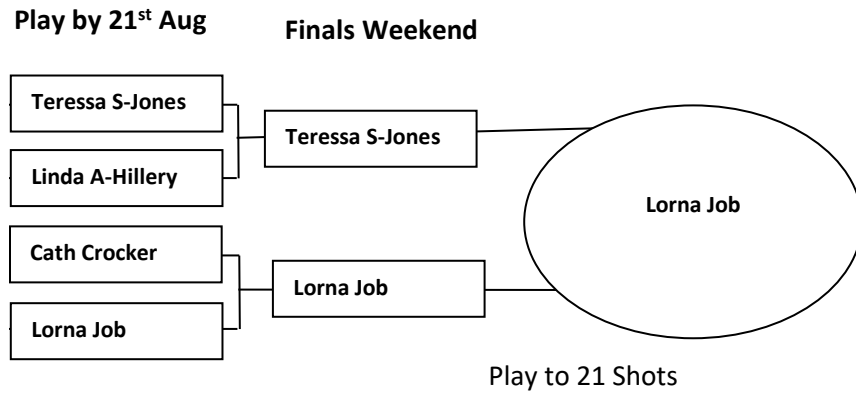 Play by 21st Aug
Finals Weekend
Teressa S-Jones
Linda A-Hillery
Cath Crocker
Lorna Job
Teressa S-Jones
Lorna Job
Lorna Job
Play to 21 Shots